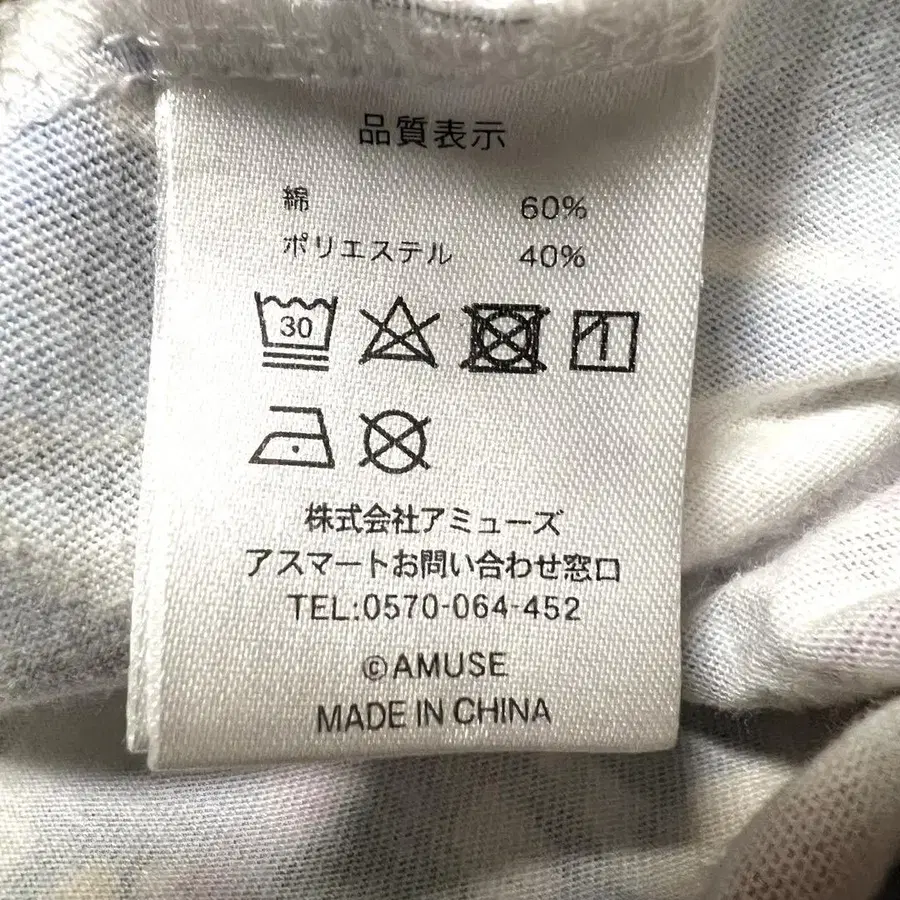 品質表示
綿 60%
ポリエステル 40%
30
株式会社アミューズ
アスマートお問い合わせ窓口
TEL:0570-064-452
©AMUSE
MADE IN CHINA